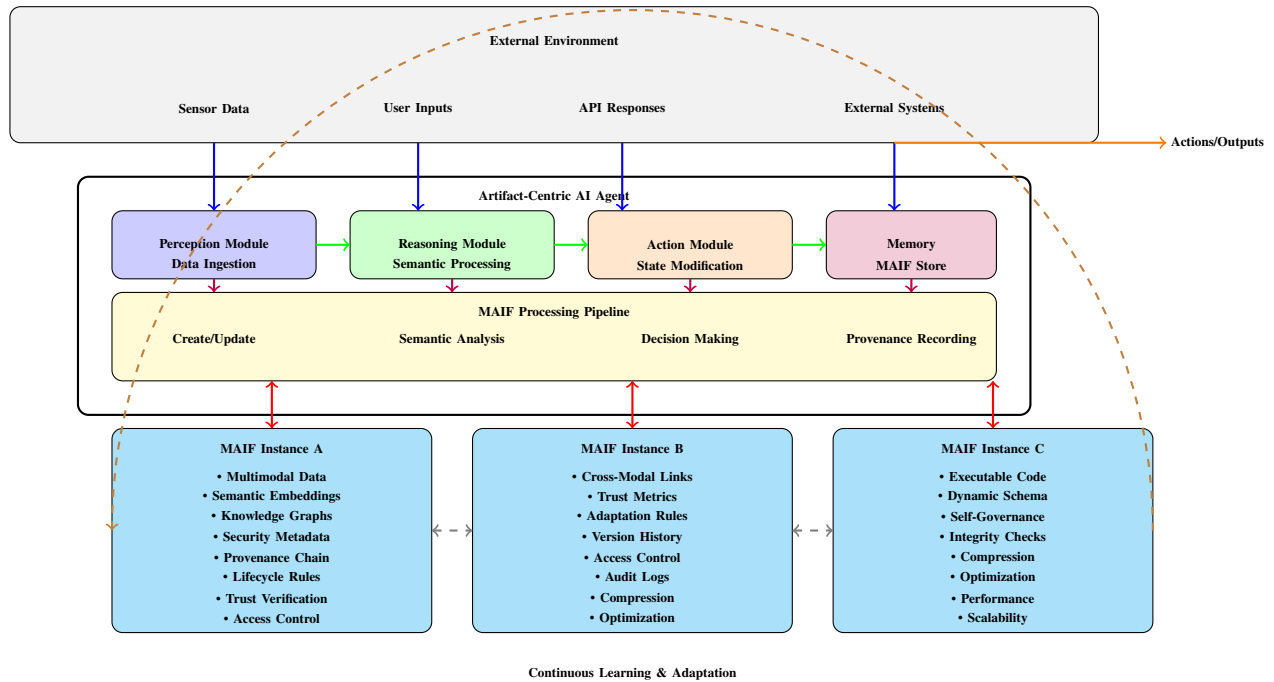 External Environment
Sensor Data
User Inputs
API Responses
External Systems
Actions/Outputs
Artifact-Centric AI Agent
Perception Module
Data Ingestion
Reasoning Module
Semantic Processing
Action Module
State Modification
Memory
MAIF Store
MAIF Processing Pipeline
Create/Update
Semantic Analysis
Decision Making
Provenance Recording
MAIF Instance A
• Multimodal Data
• Semantic Embeddings
• Knowledge Graphs
• Security Metadata
• Provenance Chain
• Lifecycle Rules
• Trust Verification
• Access Control
MAIF Instance B
• Cross-Modal Links
• Trust Metrics
• Adaptation Rules
• Version History
• Access Control
• Audit Logs
• Compression
• Optimization
MAIF Instance C
• Executable Code
• Dynamic Schema
• Self-Governance
• Integrity Checks
• Compression
• Optimization
• Performance
• Scalability
Continuous Learning & Adaptation